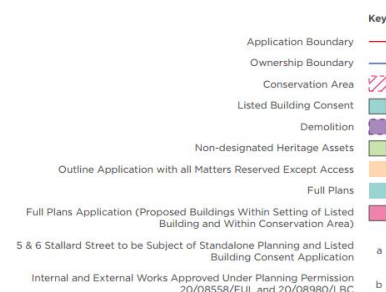 Key
Application Boundary
Ownership Boundary
Conservation Area
Listed Building Consent
Demolition
Non-designated Heritage Assets
Outline Application with all Matters Reserved Except Access
Full Plans
Full Plans Application (Proposed Buildings Within Setting of Listed
Building and Within Conservation Area)
5 & 6 Stallard Street to be Subject of Standalone Planning and Listed
Building Consent Application
a
Internal and External Works Approved Under Planning Permission
20/08558/FUL and 20/08980/LBC
b